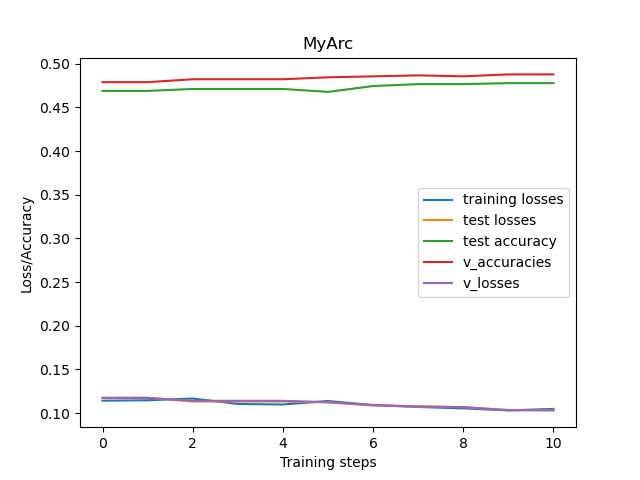 MyArc
0.50
0.45
0.40
0.35
0.30
0.25
0.20
0.15
0.10
Loss/Accuracy
training losses
test losses
test accuracy
v_accuracies
v_losses
0 2 4 6 8 10
Training steps